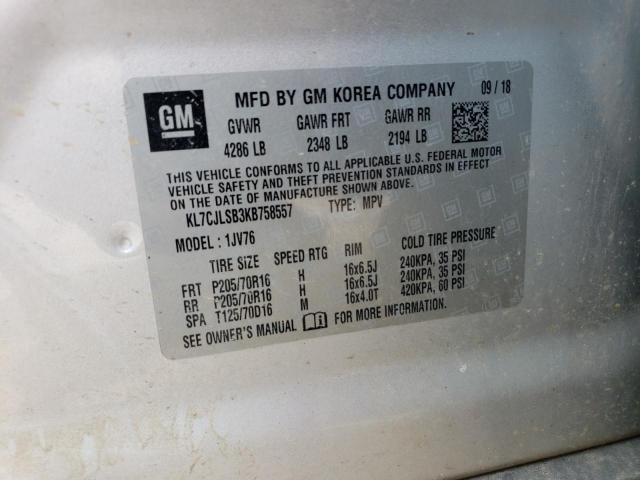 GM
MFD BY GM KOREA COMPANY 09 / 18
GVWR GAWR FRT GAWR RR
4286 LB 2348 LB 2194 LB
THIS VEHICLE CONFORMS TO ALL APPLICABLE U.S. FEDERAL MOTOR
VEHICLE SAFETY AND THEFT PREVENTION STANDARDS IN EFFECT
ON THE DATE OF MANUFACTURE SHOWN ABOVE.
KL7CJLSB3KB758557 TYPE: MPV
MODEL : 1JV76
TIRE SIZE SPEED RTG RIM COLD TIRE PRESSURE
FRT P205/70R16 H 16x6.5J 240KPA, 35 PSI
RR P205/70R16 H 16x6.5J 240KPA, 35 PSI
SPA T125/70D16 M 16x4.0T 420KPA, 60 PSI
SEE OWNER'S MANUAL FOR MORE INFORMATION.